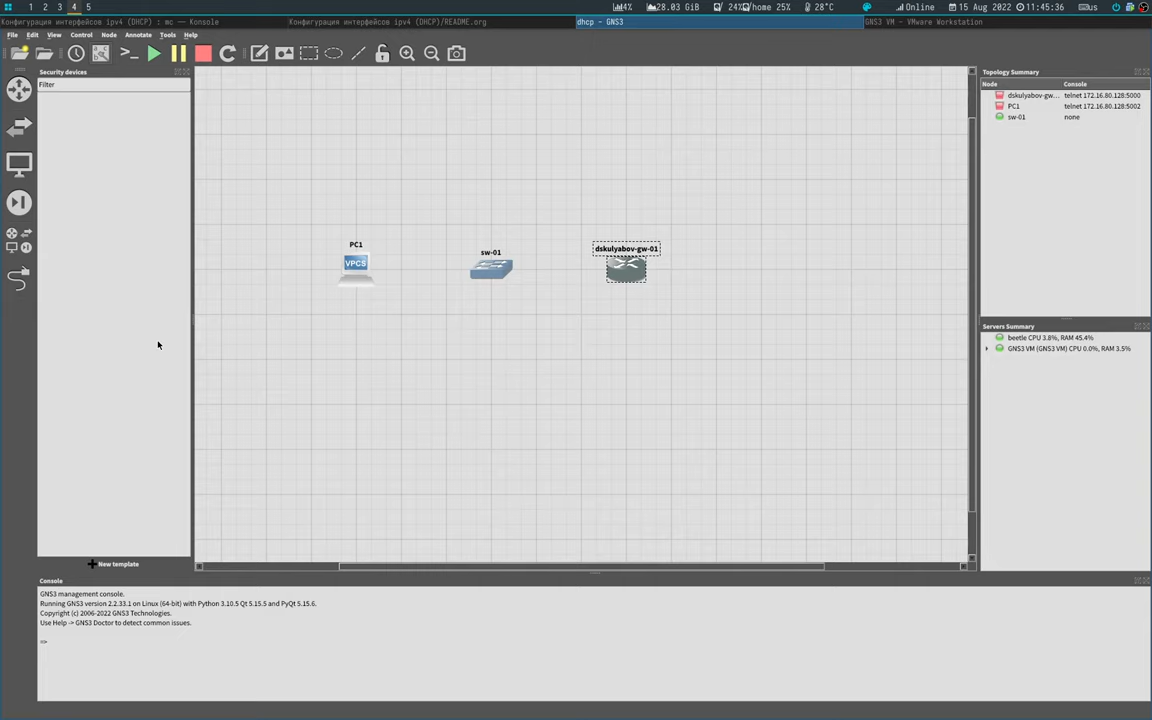 1 2 3 4 5
4% 28.03 GiB / 24% /home 25% 28°C Online 15 Aug 2022 11:45:36 us
Конфигурация интерфейсов ipv4 (DHCP) : mc — Konsole
Конфигурация интерфейсов ipv4 (DHCP)/README.org
dhcp - GNS3
GNS3 VM - VMware Workstation
File Edit View Control Node Annotate Tools Help
Security devices
Filter
New template
PC1
VPCS
sw-01
dskulyabov-gw-01
Topology Summary
Node Console
dskulyabov-gw... telnet 172.16.80.128:5000
PC1 telnet 172.16.80.128:5002
sw-01 none
Servers Summary
beetle CPU 3.8%, RAM 45.4%
GNS3 VM (GNS3 VM) CPU 0.0%, RAM 3.5%
Console
GNS3 management console.
Running GNS3 version 2.2.33.1 on Linux (64-bit) with Python 3.10.5 Qt 5.15.5 and PyQt 5.15.6.
Copyright (c) 2006-2022 GNS3 Technologies.
Use Help -> GNS3 Doctor to detect common issues.
=>